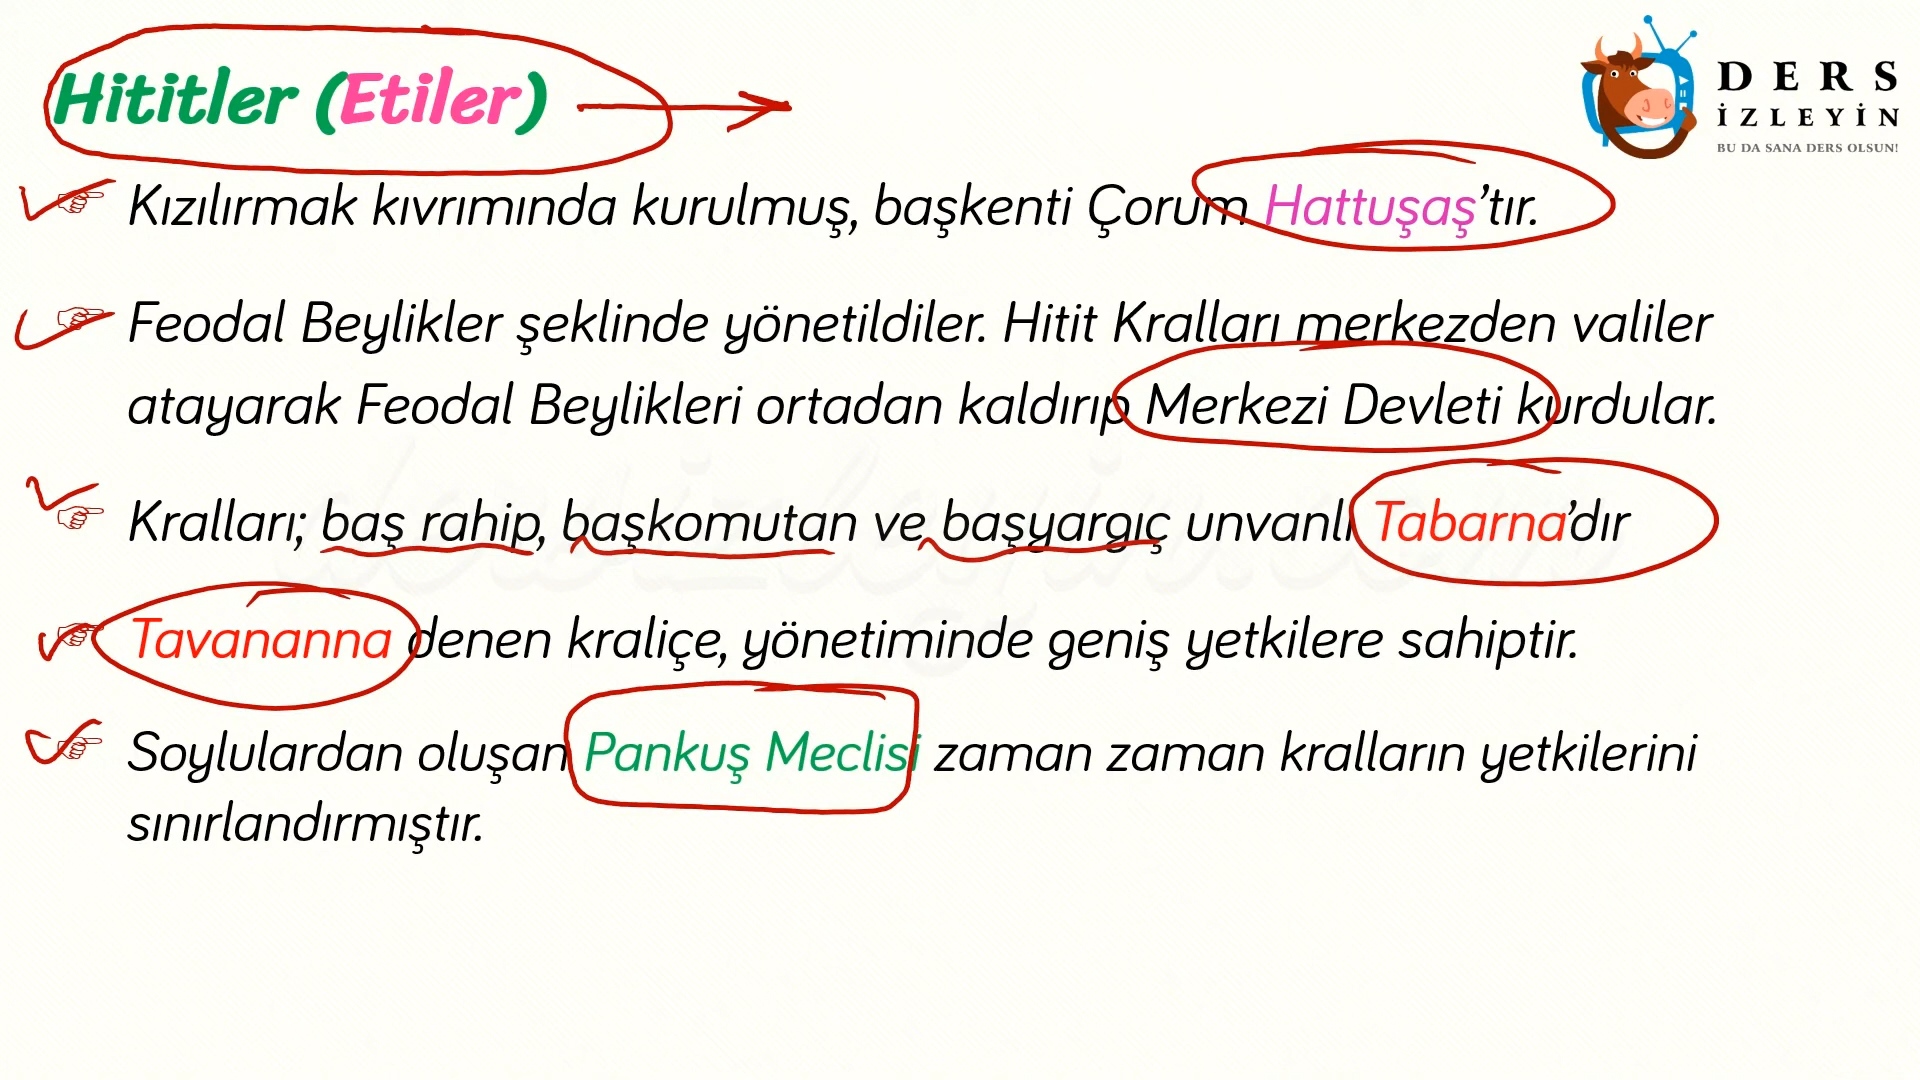 Hititler (Etiler)
DERS
İZLEYİN
BU DA SANA DERS OLSUN!
Kızılırmak kıvrımında kurulmuş, başkenti Çorum Hattuşaş’tır.
Feodal Beylikler şeklinde yönetildiler. Hitit Kralları merkezden valiler
atayarak Feodal Beylikleri ortadan kaldırıp Merkezi Devleti kurdular.
Kralları; baş rahip, başkomutan ve başyargıç unvanlı Tabarna’dır
Tavananna denen kraliçe, yönetiminde geniş yetkilere sahiptir.
Soylulardan oluşan Pankuş Meclisi zaman zaman kralların yetkilerini
sınırlandırmıştır.